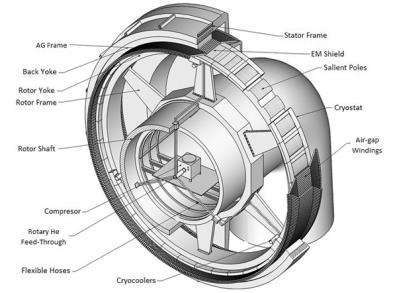 Stator Frame
AG Frame
EM Shield
Back Yoke
Salient Poles
Rotor Yoke
Rotor Frame
Cryostat
Rotor Shaft
Air-gap
Windings
Compresor
Rotary He
Feed-Through
Flexible Hoses
Cryocoolers